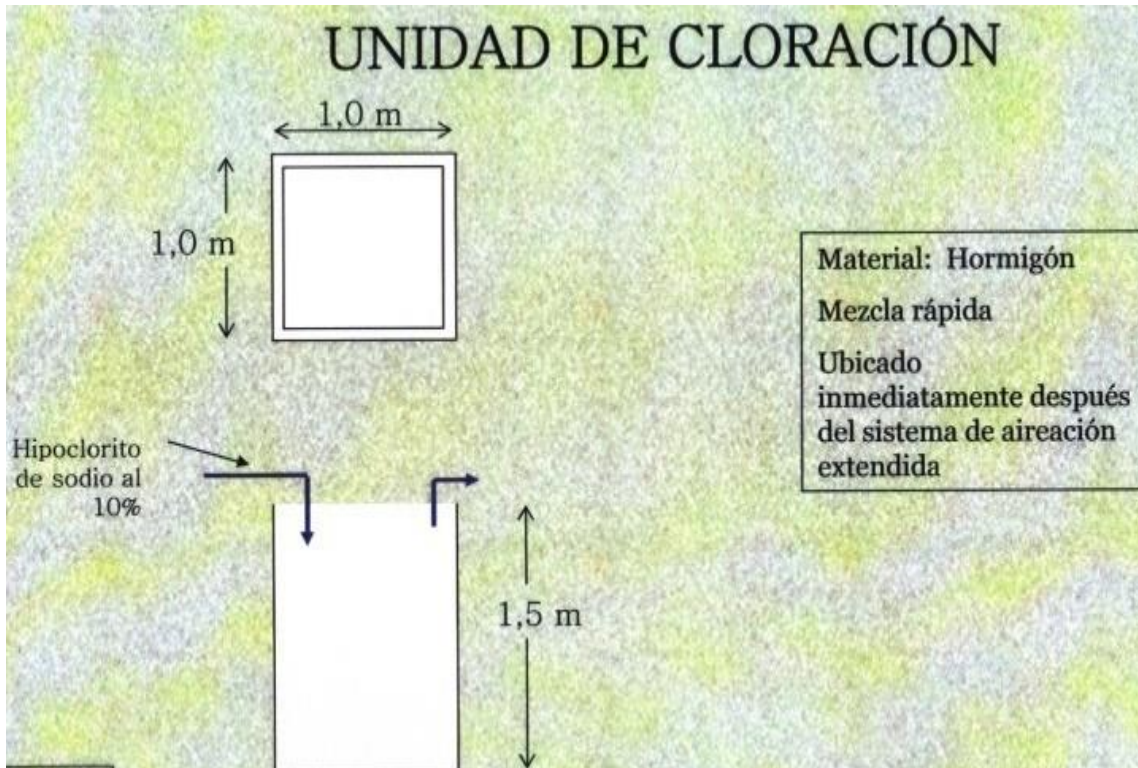 UNIDAD DE CLORACIÓN
1,0 m
1,0 m
Material: Hormigón
Mezcla rápida
Ubicado
inmediatamente después
del sistema de aireación
extendida
Hipoclorito
de sodio al
10%
1,5 m